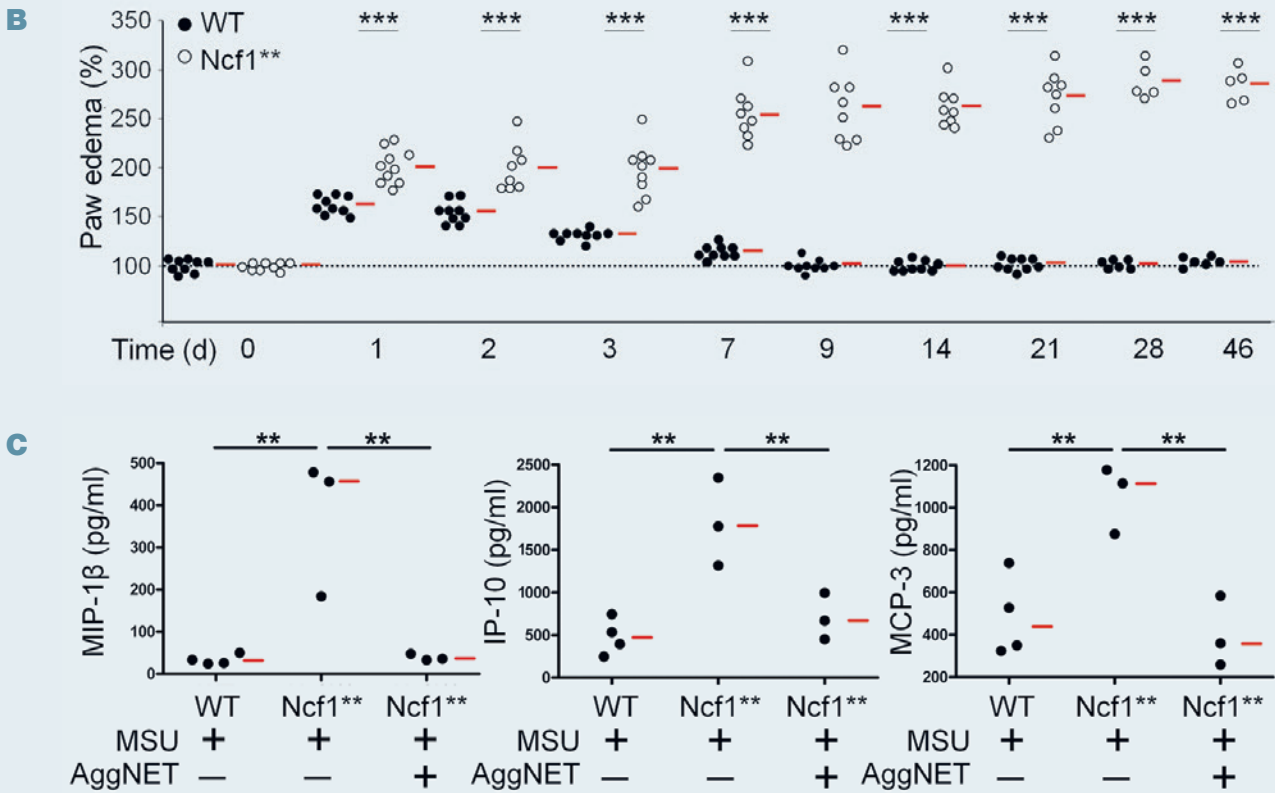 B
Paw edema (%)
350
300
250
200
150
100
WT
Ncf1**
*** *** *** *** *** *** *** ***
Time (d) 0 1 2 3 7 9 14 21 28 46
C
MIP-1β (pg/ml)
500
400
300
200
100
0
** **
WT Ncf1** Ncf1**
MSU + + +
AggNET — — +
IP-10 (pg/ml)
2500
2000
1500
1000
500
0
** **
WT Ncf1** Ncf1**
MSU + + +
AggNET — — +
MCP-3 (pg/ml)
1200
1000
800
600
400
200
** **
WT Ncf1** Ncf1**
MSU + + +
AggNET — — +